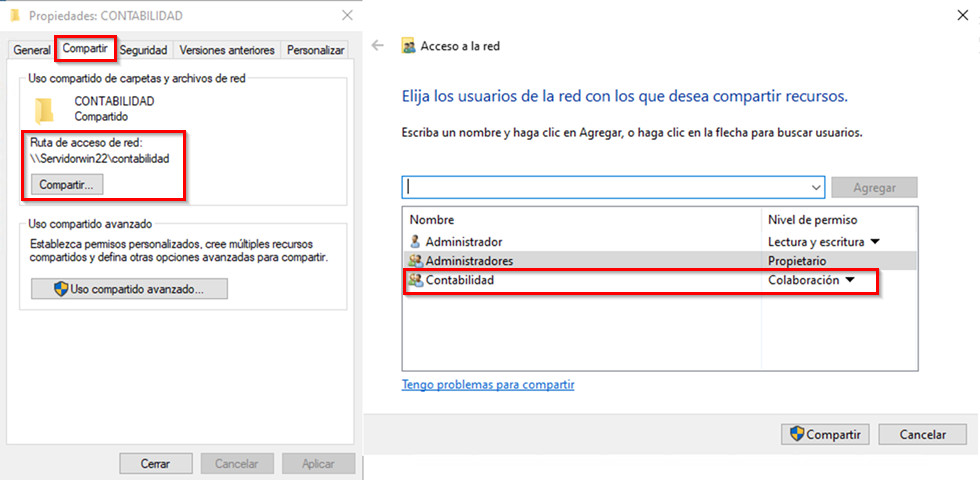 Propiedades: CONTABILIDAD
General
Compartir
Seguridad
Versiones anteriores
Personalizar
Uso compartido de carpetas y archivos de red
CONTABILIDAD
Compartido
Ruta de acceso de red:
\\Servidorwin22\contabilidad
Compartir...
Uso compartido avanzado
Establezca permisos personalizados, cree múltiples recursos
compartidos y defina otras opciones avanzadas para compartir.
Uso compartido avanzado...
Cerrar
Cancelar
Aplicar
Acceso a la red
Elija los usuarios de la red con los que desea compartir recursos.
Escriba un nombre y haga clic en Agregar, o haga clic en la flecha para buscar usuarios.
Agregar
Nombre Nivel de permiso
Administrador Lectura y escritura
Administradores Propietario
Contabilidad Colaboración
Tengo problemas para compartir
Compartir
Cancelar